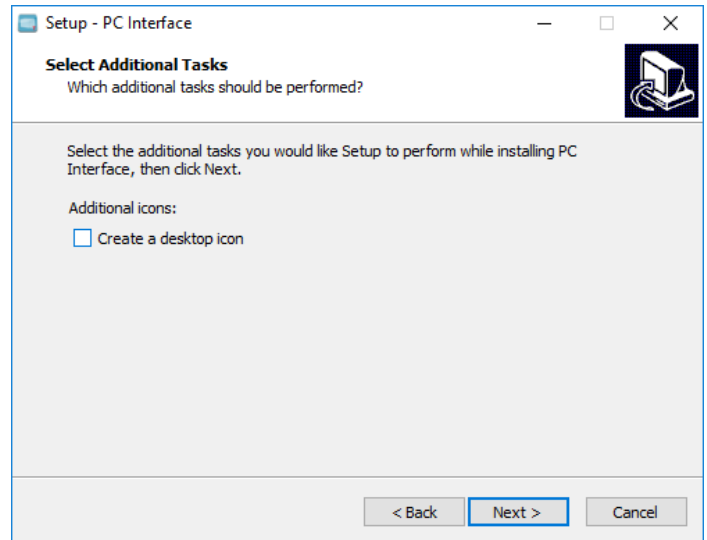 Setup - PC Interface
Select Additional Tasks
Which additional tasks should be performed?
Select the additional tasks you would like Setup to perform while installing PC
Interface, then click Next.
Additional icons:
Create a desktop icon
< Back
Next >
Cancel